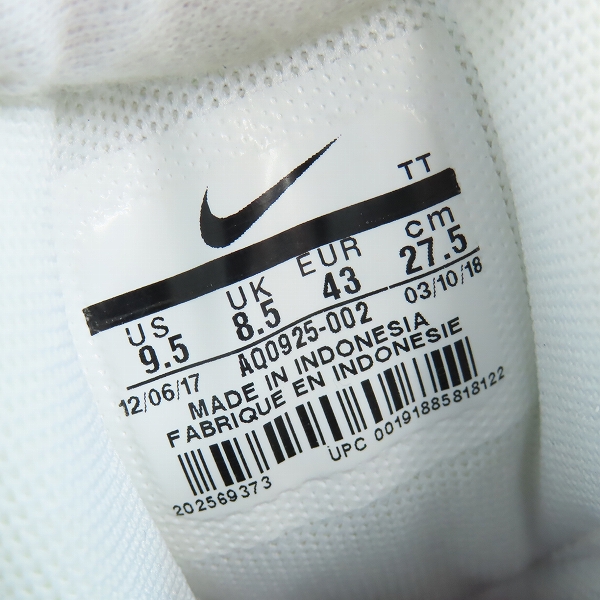 TT
US UK EUR cm
9.5 8.5 43 27.5
12/06/17 AQ0925-002 03/10/18
MADE IN INDONESIA
FABRIQUE EN INDONESIE
202569373 UPC 00191885818122